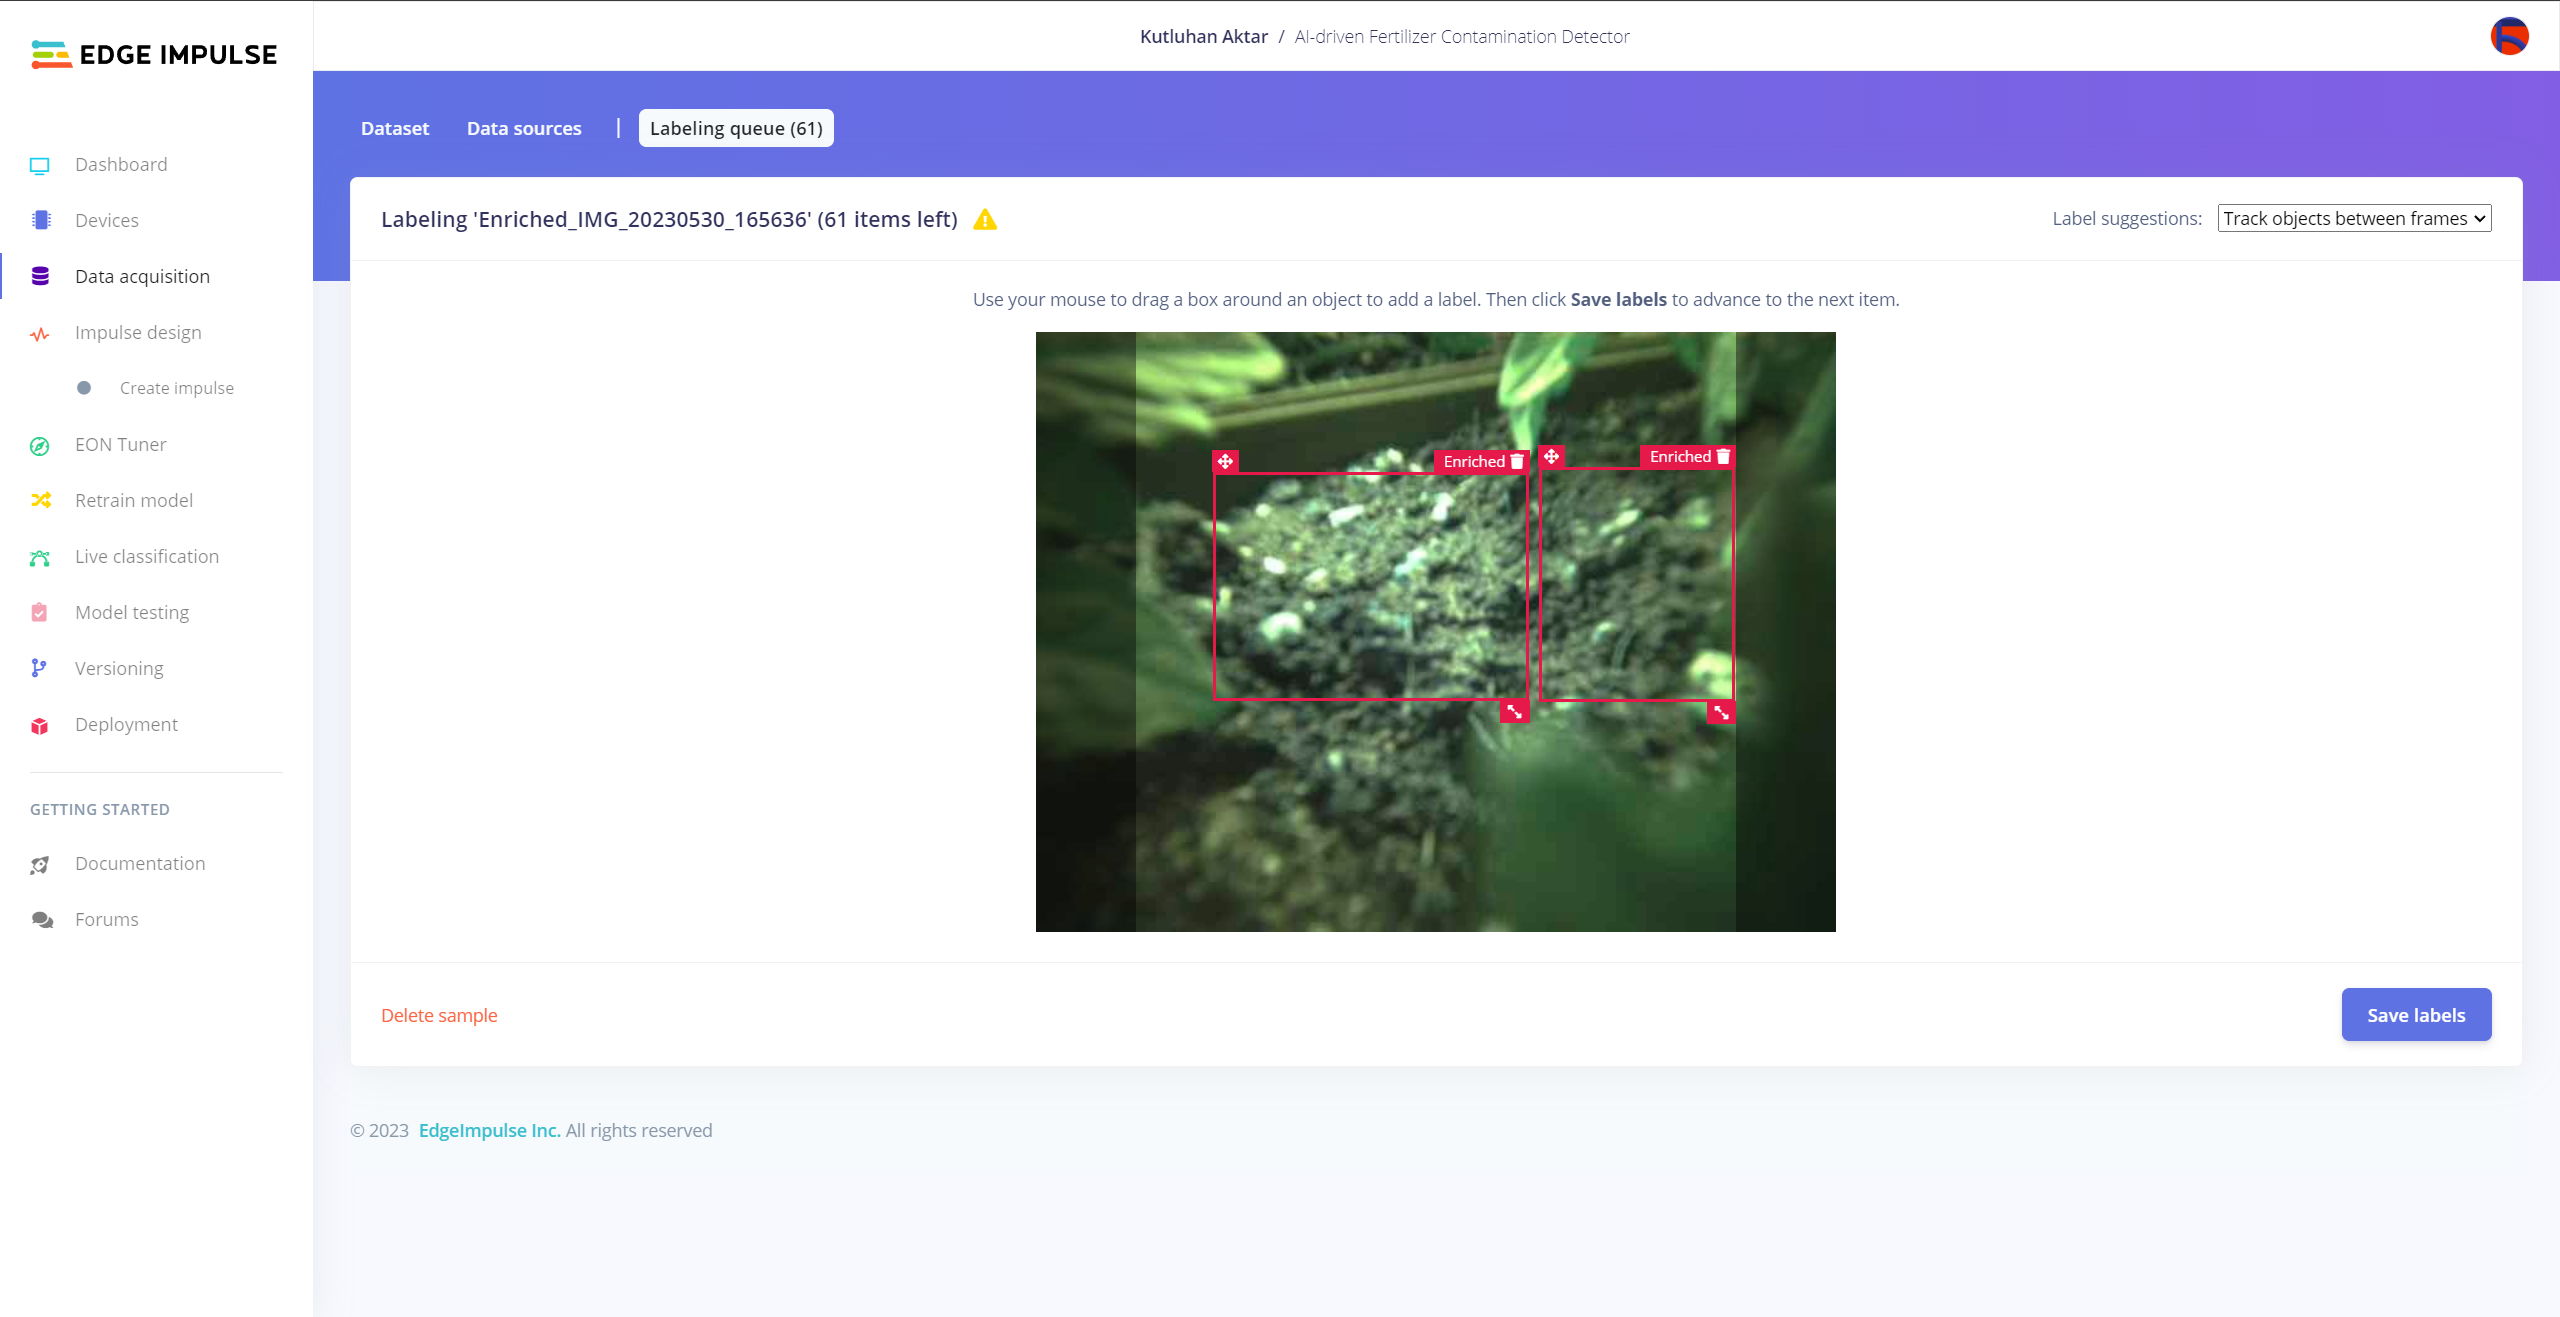 EDGE IMPULSE
Kutluhan Aktar / AI-driven Fertilizer Contamination Detector
Dashboard
Devices
Data acquisition
Impulse design
Create impulse
EON Tuner
Retrain model
Live classification
Model testing
Versioning
Deployment
GETTING STARTED
Documentation
Forums
Dataset Data sources | Labeling queue (61)
Labeling 'Enriched_IMG_20230530_165636' (61 items left)
Label suggestions: Track objects between frames
Use your mouse to drag a box around an object to add a label. Then click Save labels to advance to the next item.
Enriched
Enriched
Delete sample
Save labels
© 2023 EdgeImpulse Inc. All rights reserved